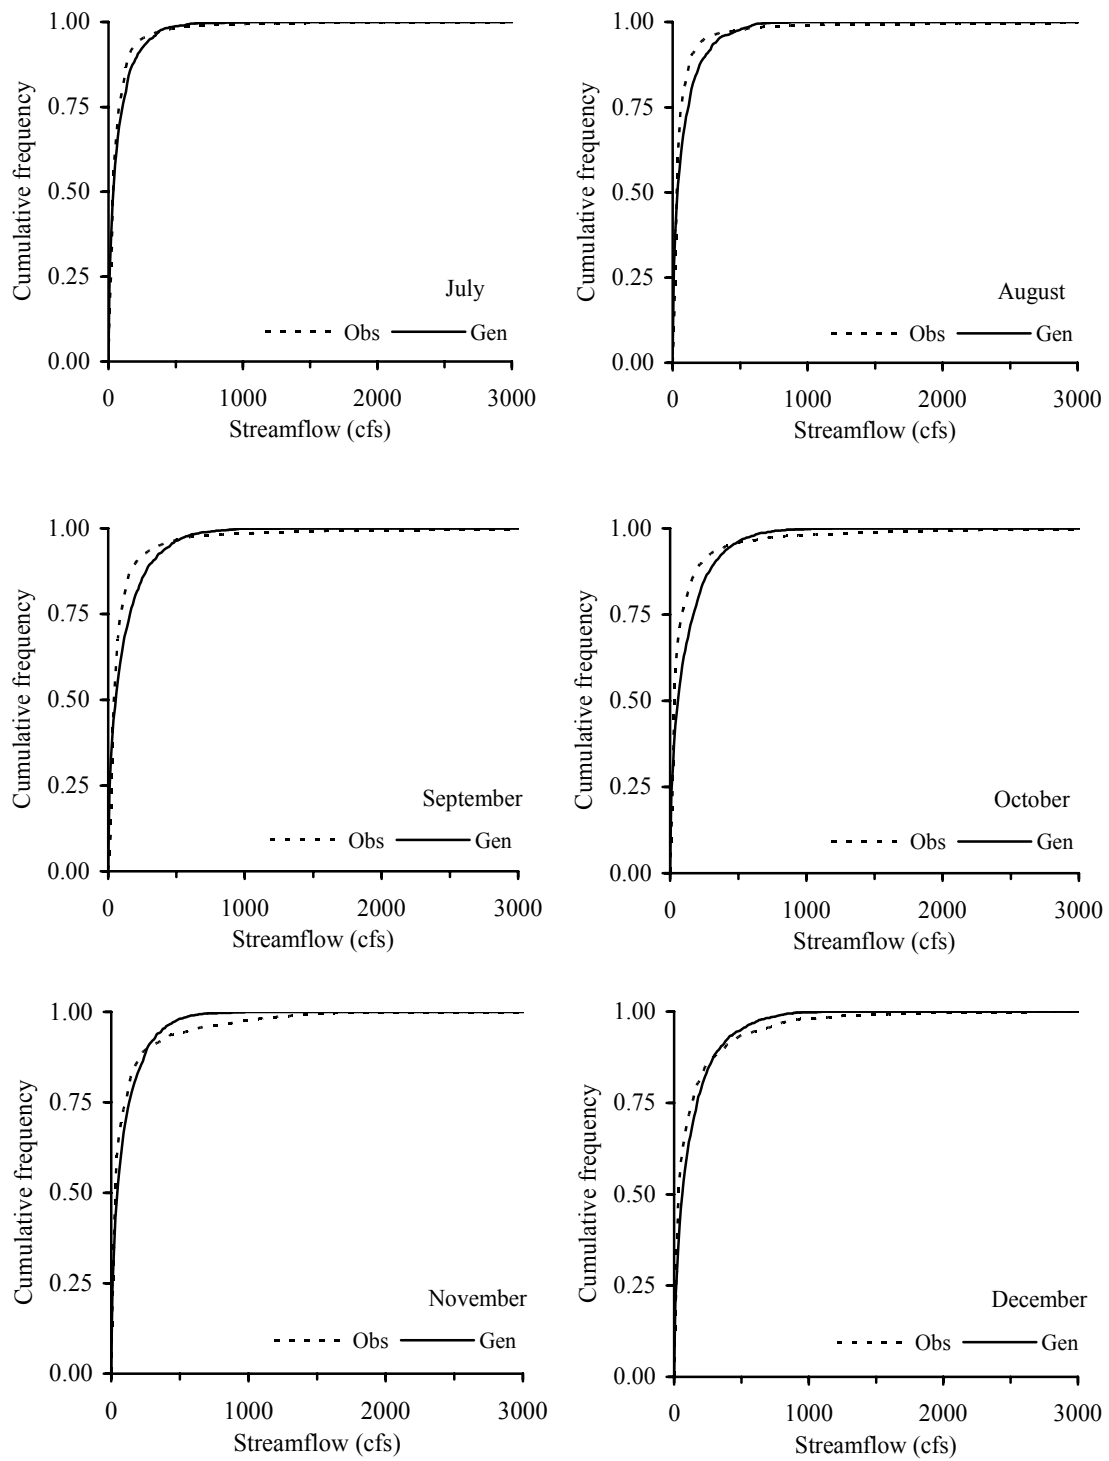 1.00
0.75
0.50
0.25
0.00
Cumulative frequency
July
Obs Gen
0 1000 2000 3000
Streamflow (cfs)
1.00
0.75
0.50
0.25
0.00
Cumulative frequency
August
Obs Gen
0 1000 2000 3000
Streamflow (cfs)
1.00
0.75
0.50
0.25
0.00
Cumulative frequency
September
Obs Gen
0 1000 2000 3000
Streamflow (cfs)
1.00
0.75
0.50
0.25
0.00
Cumulative frequency
October
Obs Gen
0 1000 2000 3000
Streamflow (cfs)
1.00
0.75
0.50
0.25
0.00
Cumulative frequency
November
Obs Gen
0 1000 2000 3000
Streamflow (cfs)
1.00
0.75
0.50
0.25
0.00
Cumulative frequency
December
Obs Gen
0 1000 2000 3000
Streamflow (cfs)